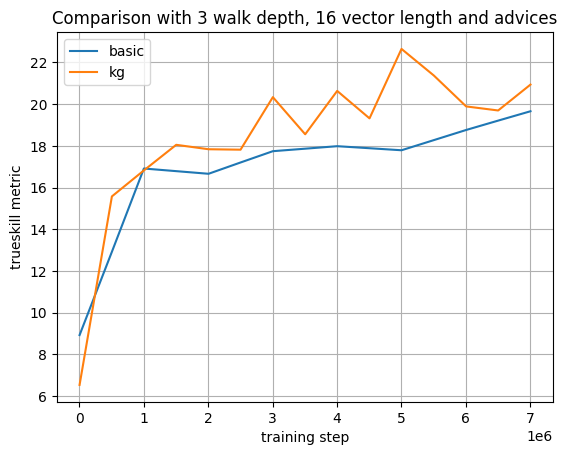 Comparison with 3 walk depth, 16 vector length and advices
basic
kg
trueskill metric
22
20
18
16
14
12
10
8
6
0 1 2 3 4 5 6 7
1e6
training step